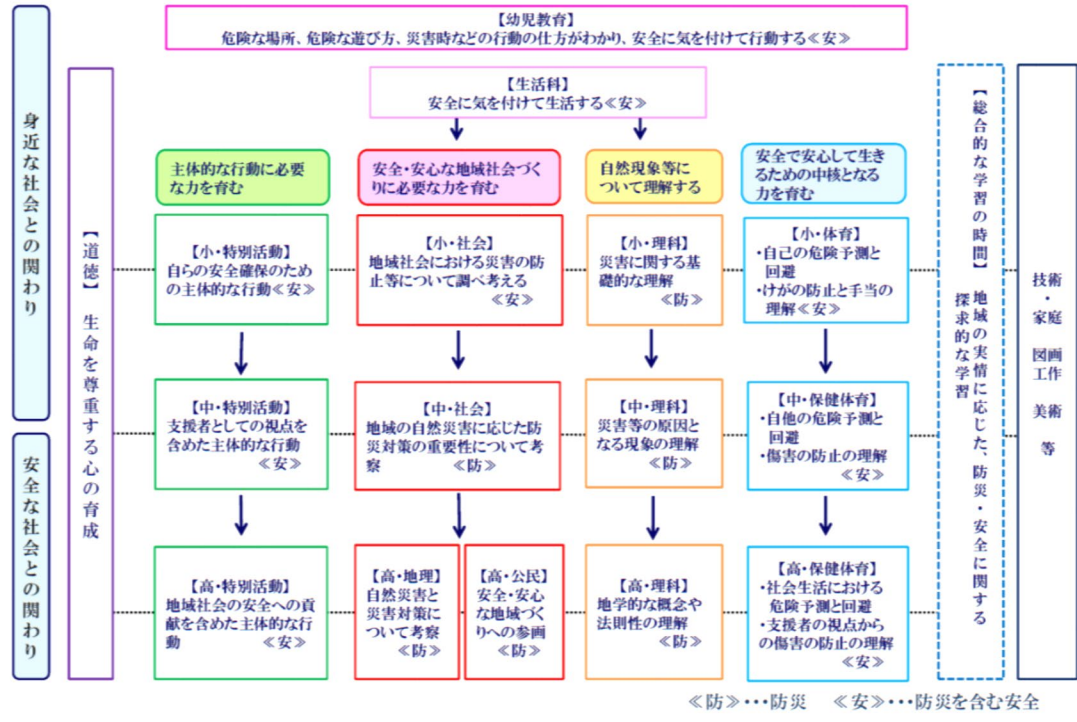 【幼児教育】
危険な場所、危険な遊び方、災害時などの行動の仕方がわかり、安全に気を付けて行動する≪安≫
身近な社会との関わり
安全な社会との関わり
【道徳】 生命を尊重する心の育成
【生活科】
安全に気を付けて生活する≪安≫
主体的な行動に必要
な力を育む
安全・安心な地域社会づく
りに必要な力を育む
自然現象等に
ついて理解する
安全で安心して生き
るための中核となる
力を育む
【小・特別活動】
自らの安全確保のため
の主体的な行動≪安≫
【小・社会】
地域社会における災害の防
止等について調べ考える
≪安≫
【小・理科】
災害に関する基
礎的な理解
≪防≫
【小・体育】
・自己の危険予測と
回避
・けがの防止と手当の
理解≪安≫
【中・特別活動】
支援者としての視点
を含めた主体的な行動
≪安≫
【中・社会】
地域の自然災害に応じた防
災対策の重要性について考
察 ≪防≫
【中・理科】
災害等の原因と
なる現象の理解
≪防≫
【中・保健体育】
・自他の危険予測と
回避
・傷害の防止の理解
≪安≫
【高・特別活動】
地域社会の安全への貢
献を含めた主体的な行
動 ≪安≫
【高・地理】
自然災害と
災害対策に
ついて考察
≪防≫
【高・公民】
安全・安心
な地域づく
りへの参画
≪防≫
【高・理科】
地学的な概念や
法則性の理解
≪防≫
【高・保健体育】
・社会生活における
危険予測と回避
・支援者の視点から
の傷害の防止の理解
≪安≫
【総合的な学習の時間】 地域の実情に応じた、防災・安全に関する
探求的な学習
技術
・
家庭
図画
工作
美術
等
≪防≫・・・防災 ≪安≫・・・防災を含む安全